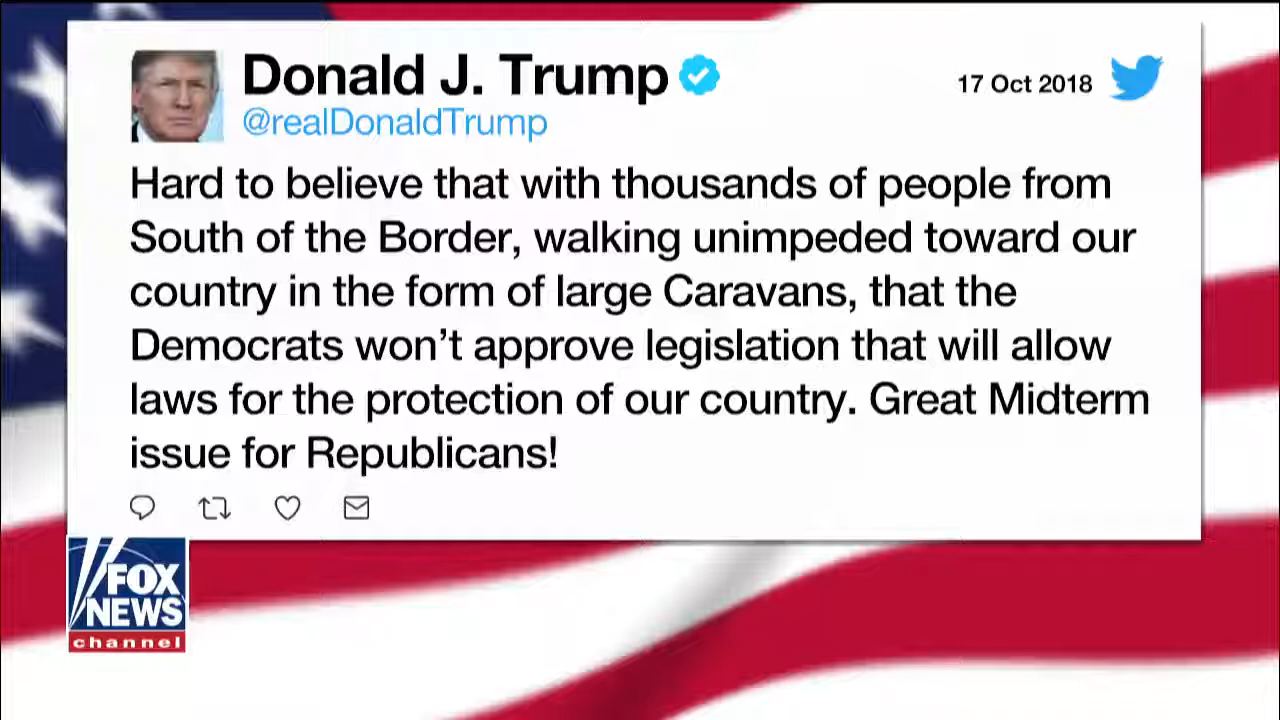 Donald J. Trump
17 Oct 2018
@realDonaldTrump
Hard to believe that with thousands of people from
South of the Border, walking unimpeded toward our
country in the form of large Caravans, that the
Democrats won’t approve legislation that will allow
laws for the protection of our country. Great Midterm
issue for Republicans!
FOX
NEWS
channel